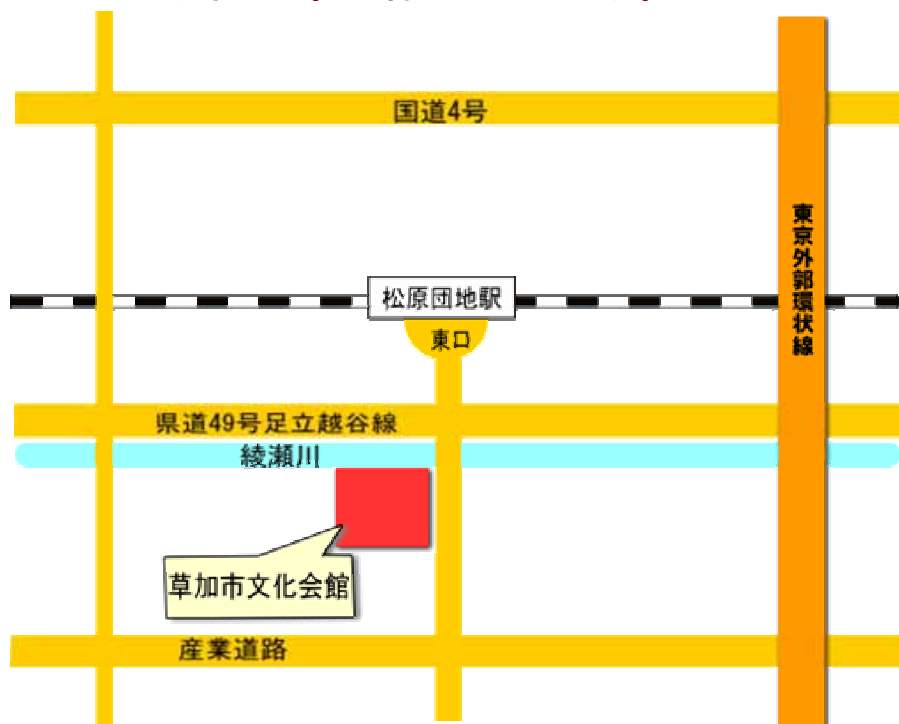 国道4号
東京外郭環状線
松原団地駅
東口
県道49号足立越谷線
綾瀬川
草加市文化会館
産業道路